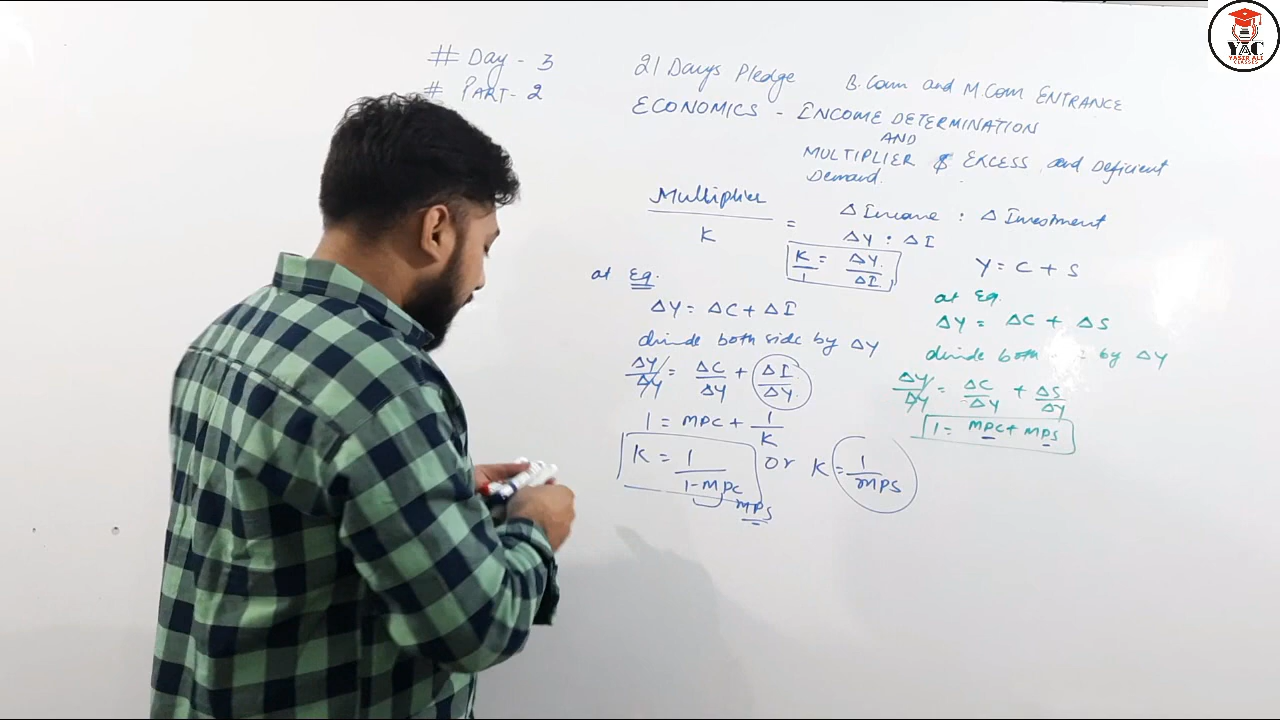 # Day - 3
# PART- 2
21 Days Pledge B.Com and M.Com ENTRANCE
ECONOMICS - INCOME DETERMINATION
AND
MULTIPLIER & EXCESS and Deficient
Demand.
Multiplier = Δ Income : Δ Investment
K ΔY : ΔI
K/1 = ΔY/ΔI
at Eq.
ΔY = ΔC + ΔI
divide both side by ΔY
ΔY/ΔY = ΔC/ΔY + ΔI/ΔY
1 = MPC + 1/K
K = 1/1-MPC or K = 1/MPS
MPS
Y = C + S
at Eq.
ΔY = ΔC + ΔS
divide both by ΔY
ΔY/ΔY = ΔC/ΔY + ΔS/ΔY
1 = MPC + MPS
YAC
YASIR ALI
CLASSES